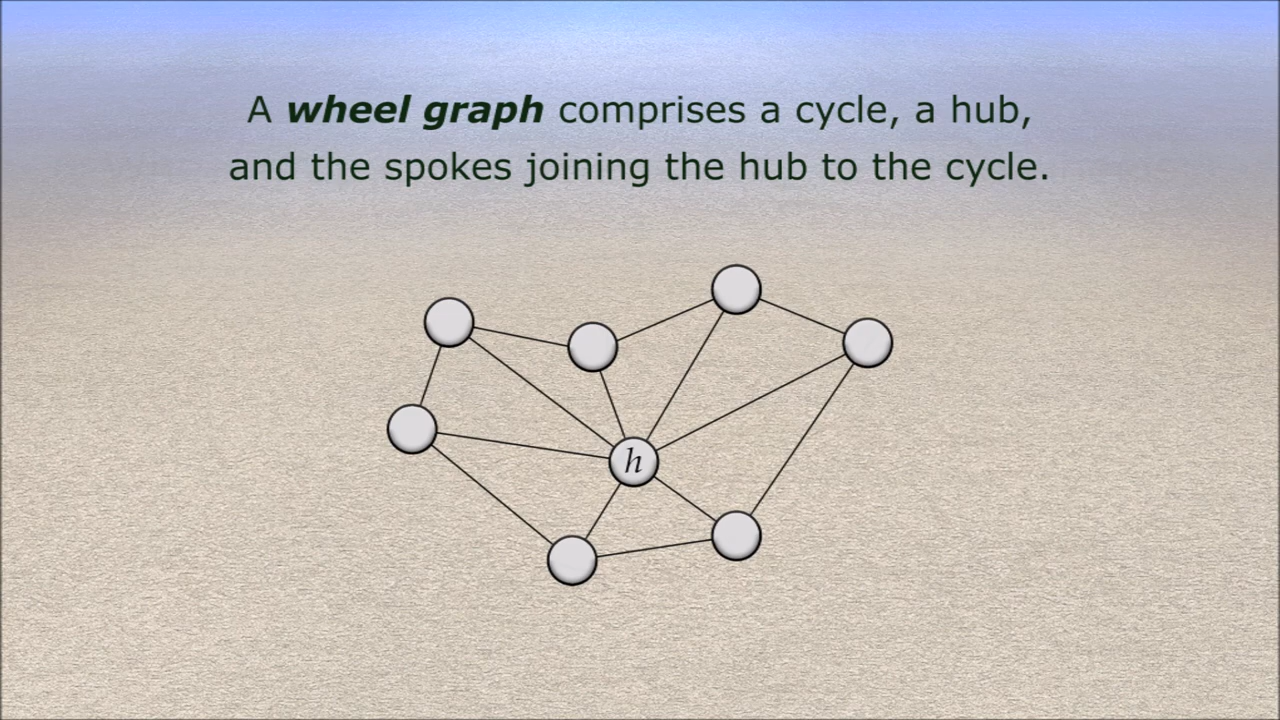 A wheel graph comprises a cycle, a hub,
and the spokes joining the hub to the cycle.
h